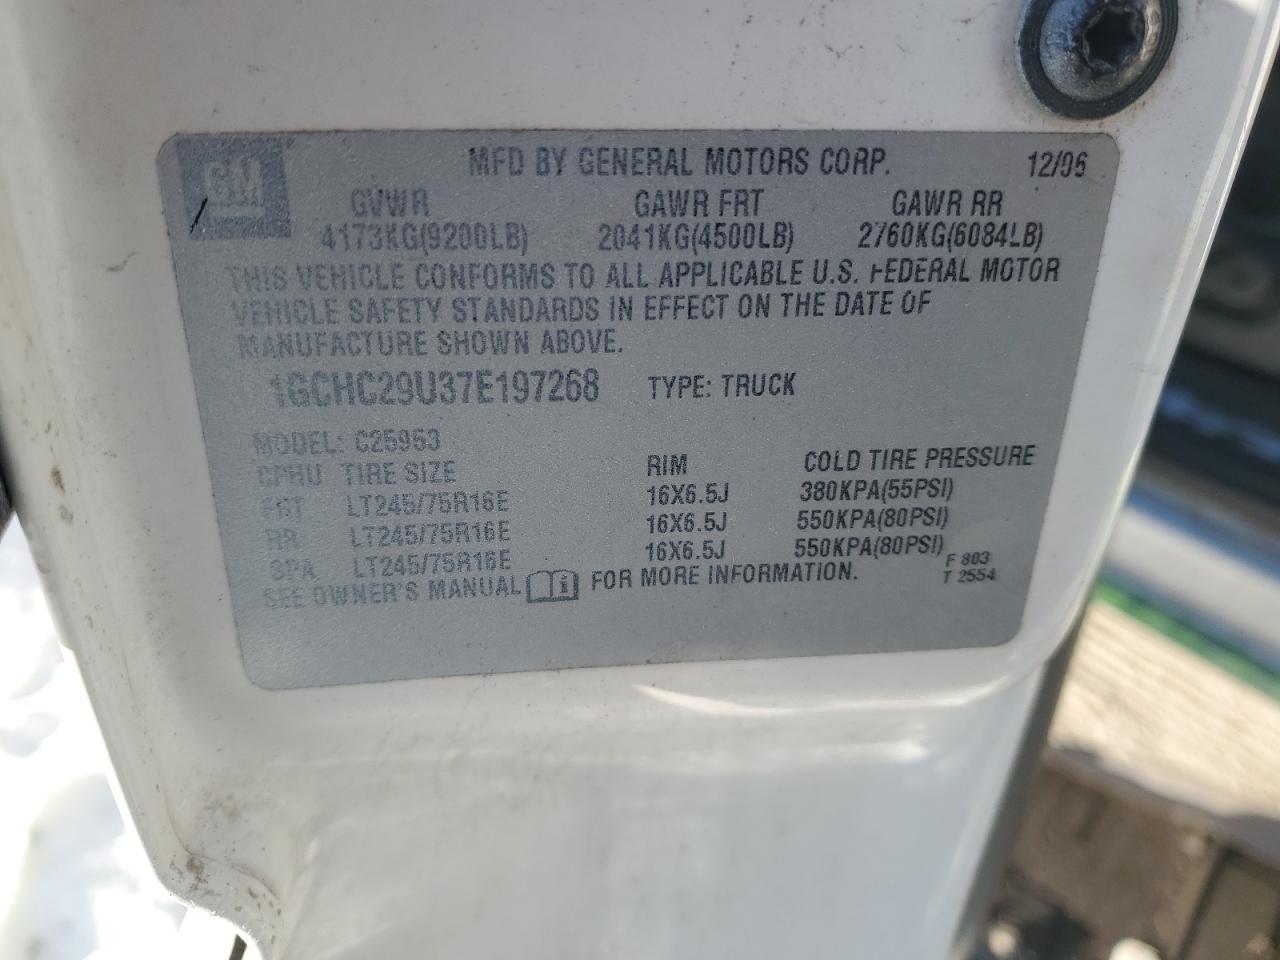 GM
MFD BY GENERAL MOTORS CORP. 12/06
GVWR GAWR FRT GAWR RR
4173KG(9200LB) 2041KG(4500LB) 2760KG(6084LB)
THIS VEHICLE CONFORMS TO ALL APPLICABLE U.S. FEDERAL MOTOR
VEHICLE SAFETY STANDARDS IN EFFECT ON THE DATE OF
MANUFACTURE SHOWN ABOVE.
1GCHC29U37E197268 TYPE: TRUCK
MODEL: C25953
CPHU TIRE SIZE RIM COLD TIRE PRESSURE
FRT LT245/75R16E 16X6.5J 380KPA(55PSI)
RR LT245/75R16E 16X6.5J 550KPA(80PSI)
SPA LT245/75R16E 16X6.5J 550KPA(80PSI)
SEE OWNER'S MANUAL FOR MORE INFORMATION.
F 803
T 2554